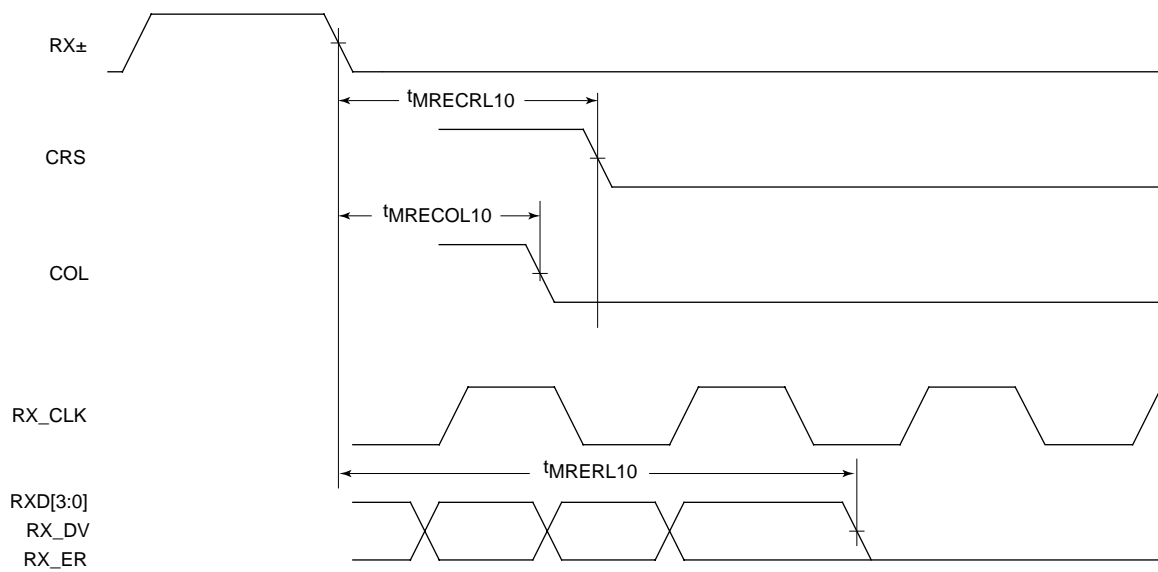 RX±
tMRECRL10
CRS
tMRECOL10
COL
RX_CLK
tMRERL10
RXD[3:0]
RX_DV
RX_ER